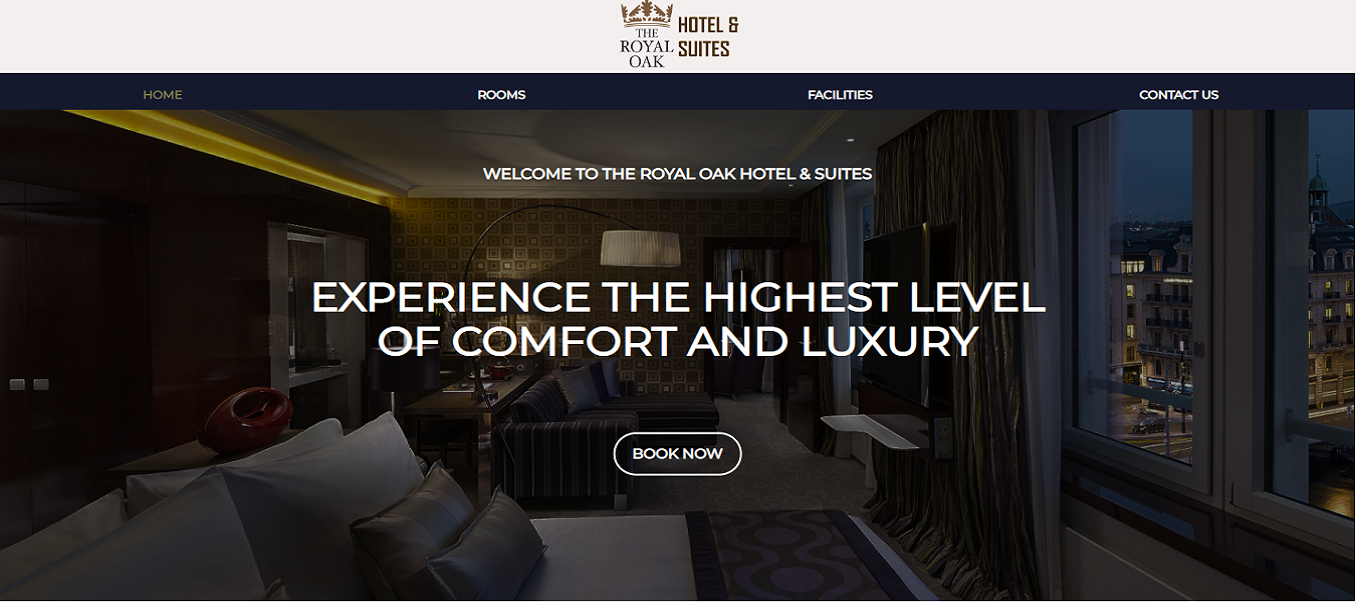 THE
ROYAL
OAK
HOTEL &
SUITES
HOME
ROOMS
FACILITIES
CONTACT US
WELCOME TO THE ROYAL OAK HOTEL & SUITES
EXPERIENCE THE HIGHEST LEVEL
OF COMFORT AND LUXURY
BOOK NOW